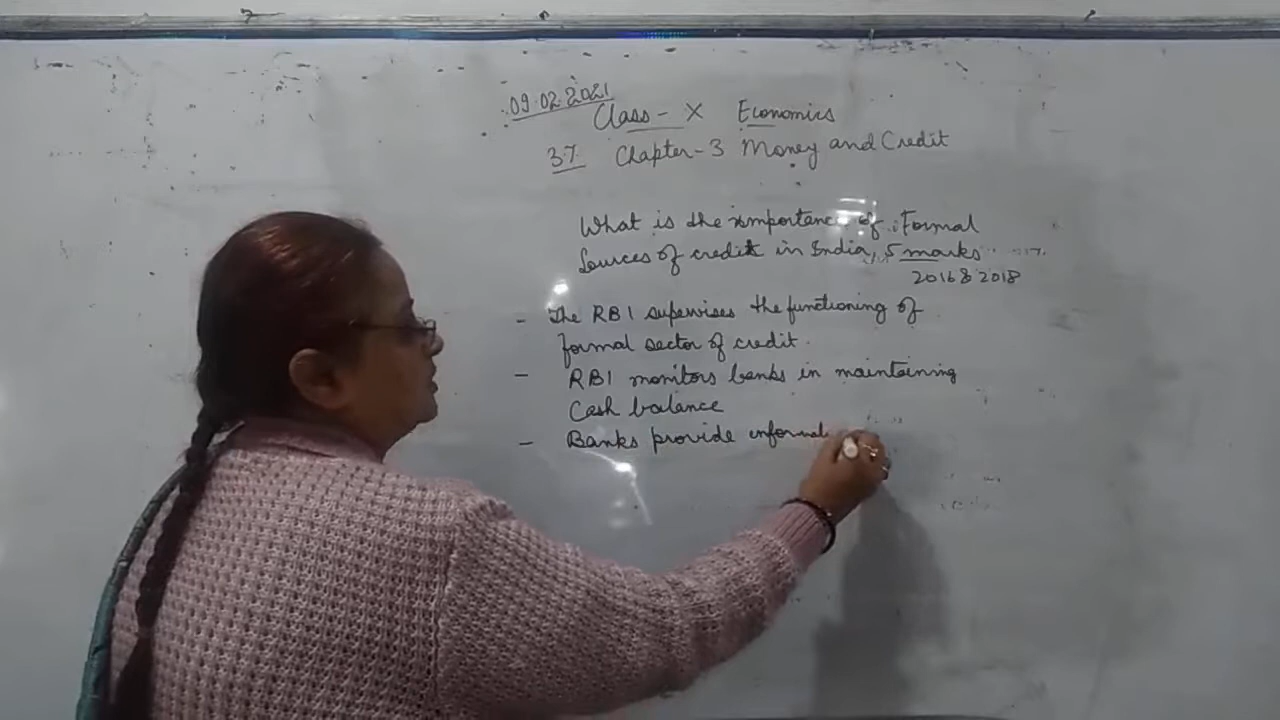 09.02.2021
Class - X Economics
37. Chapter-3 Money and Credit
What is the importance of Formal
Sources of credit in India, 5 marks
2016 & 2018
- The RBI supervises the functioning of
formal sector of credit.
- RBI monitors banks in maintaining
Cash balance
- Banks provide